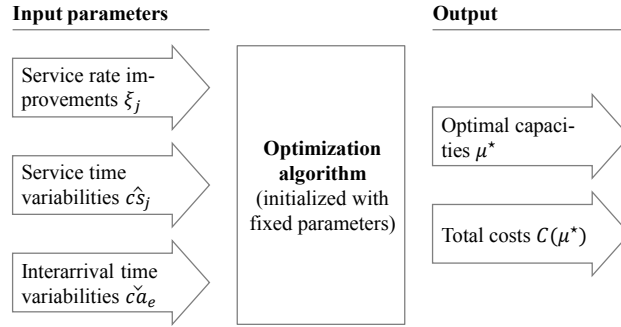 Input parameters
Service rate im-
provements ξⱼ
Service time
variabilities ĉsⱼ
Interarrival time
variabilities čaₑ
Optimization
algorithm
(initialized with
fixed parameters)
Output
Optimal capaci-
ties μ⋆
Total costs C(μ⋆)